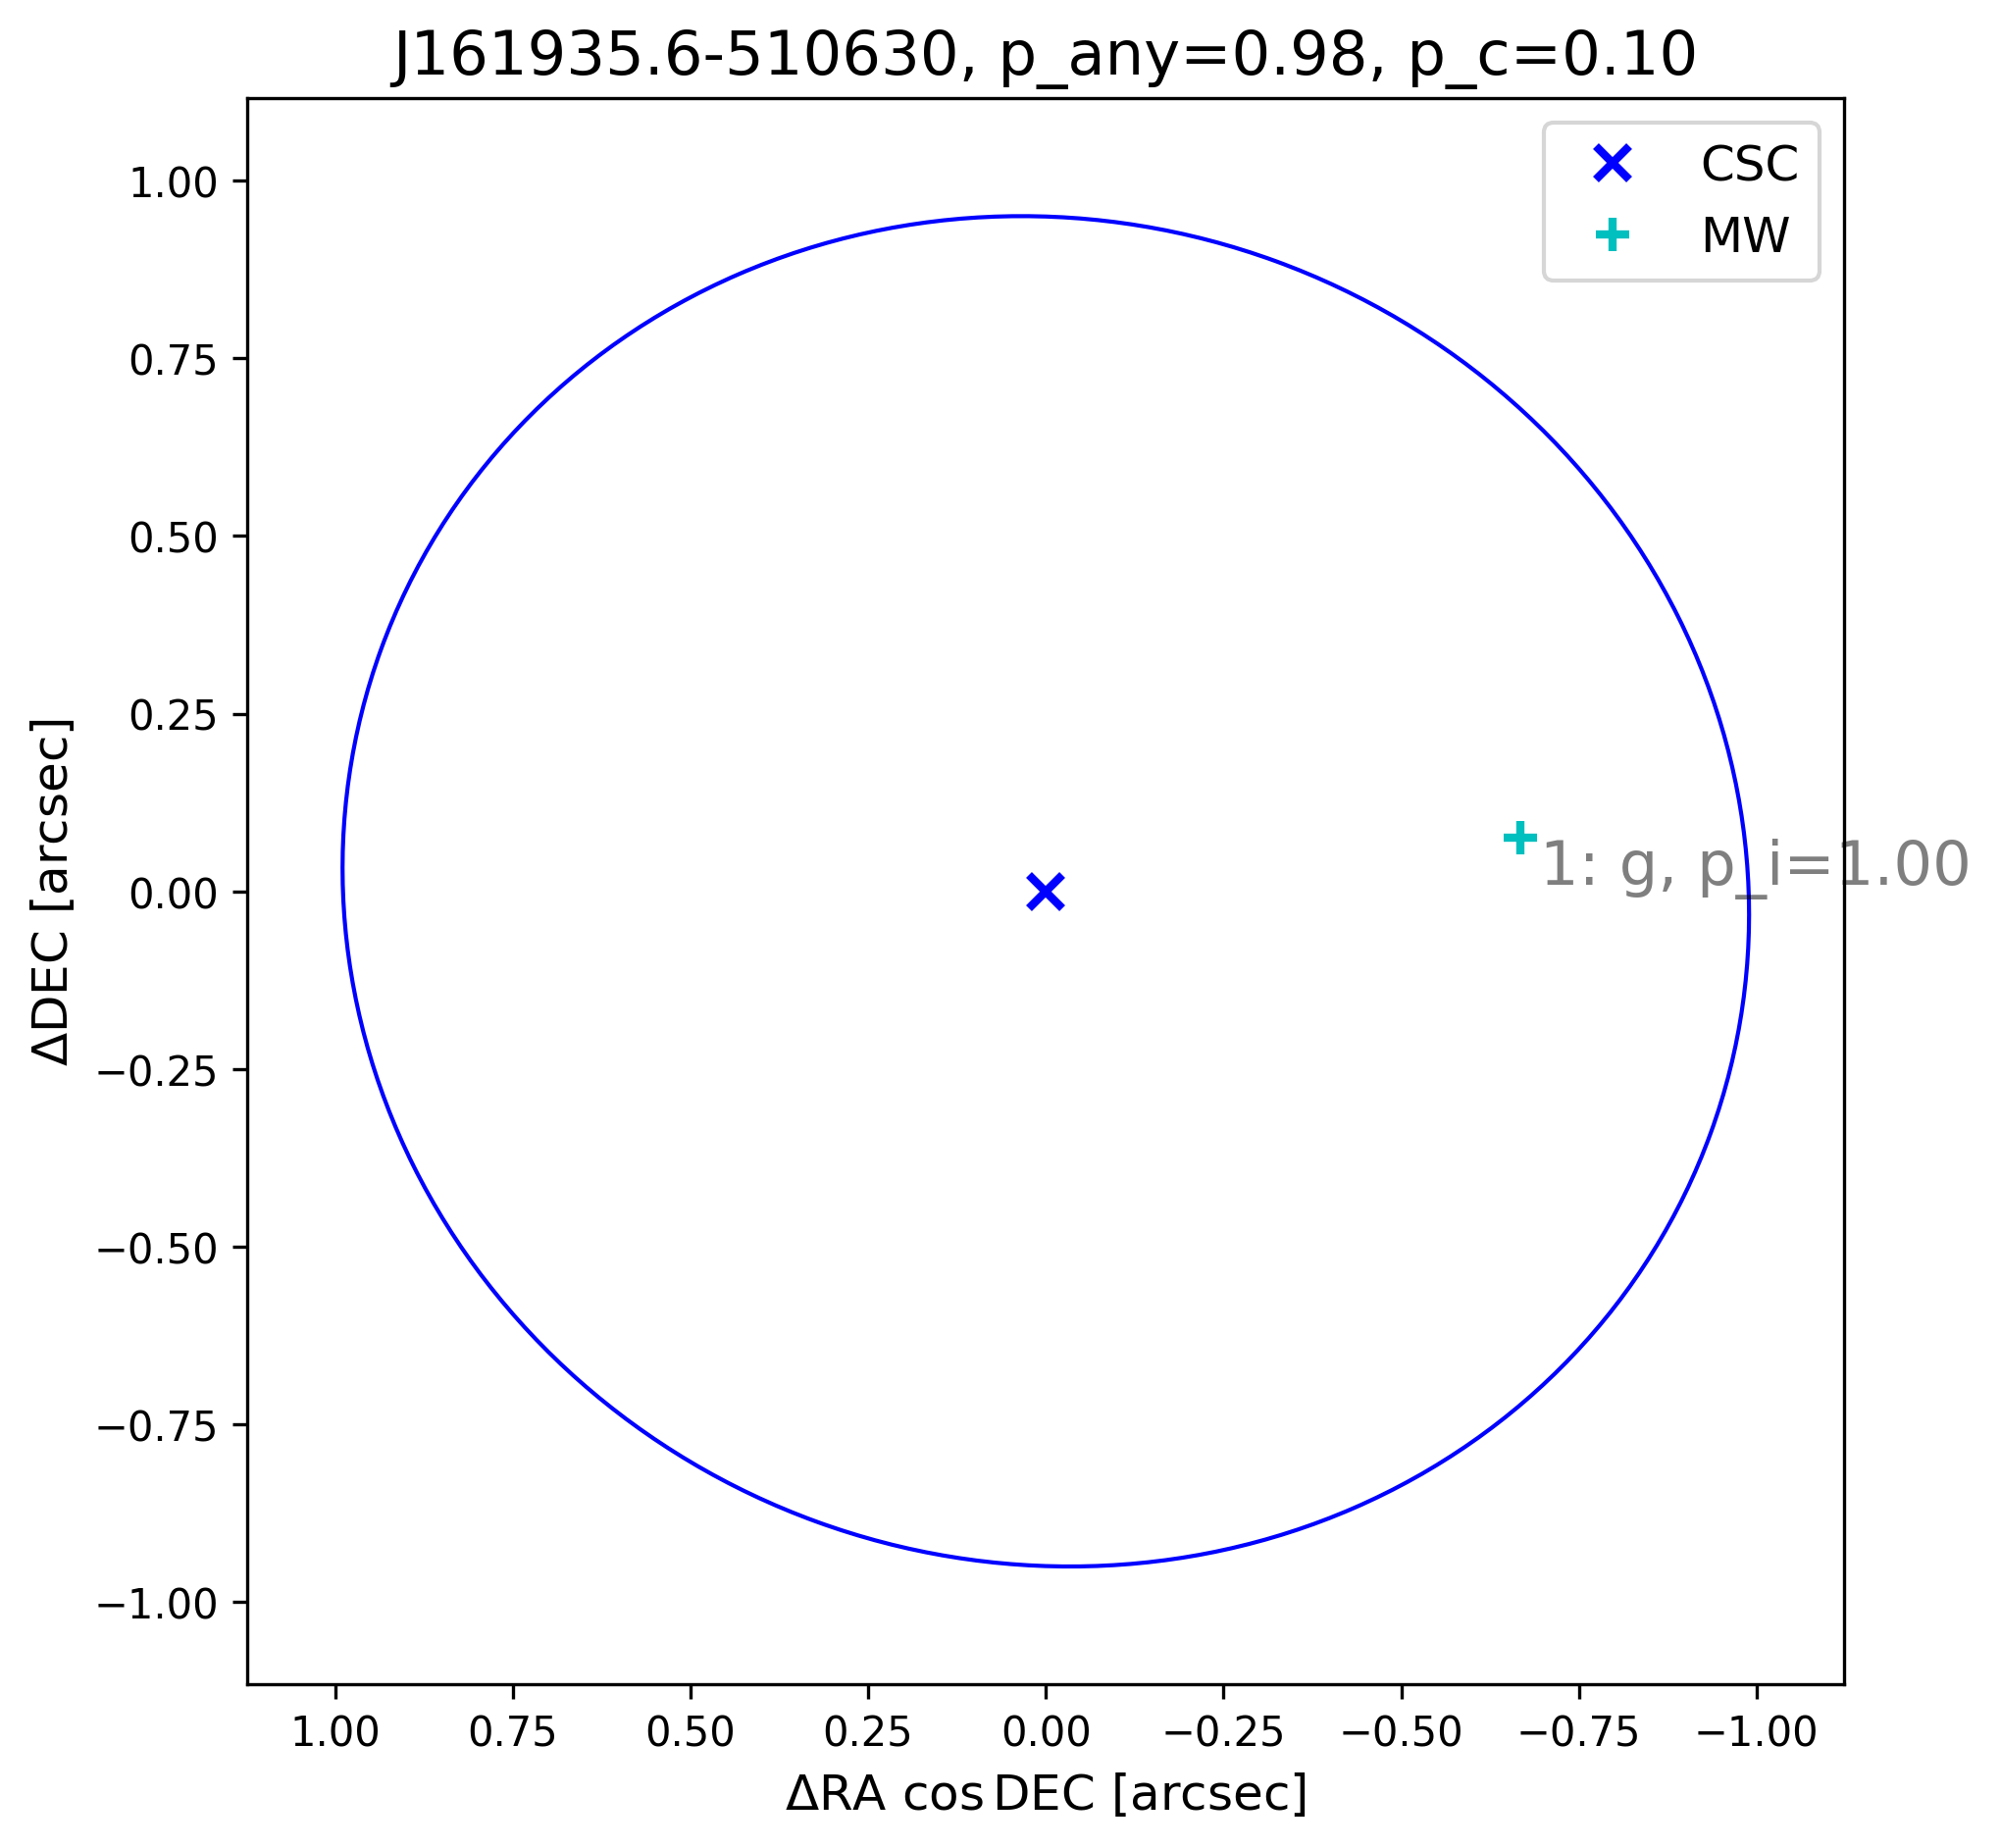 J161935.6-510630, p_any=0.98, p_c=0.10
CSC
MW
1.00
0.75
0.50
0.25
0.00
−0.25
−0.50
−0.75
−1.00
ΔDEC [arcsec]
1: g, p_i=1.00
1.00 0.75 0.50 0.25 0.00 −0.25 −0.50 −0.75 −1.00
ΔRA cos DEC [arcsec]